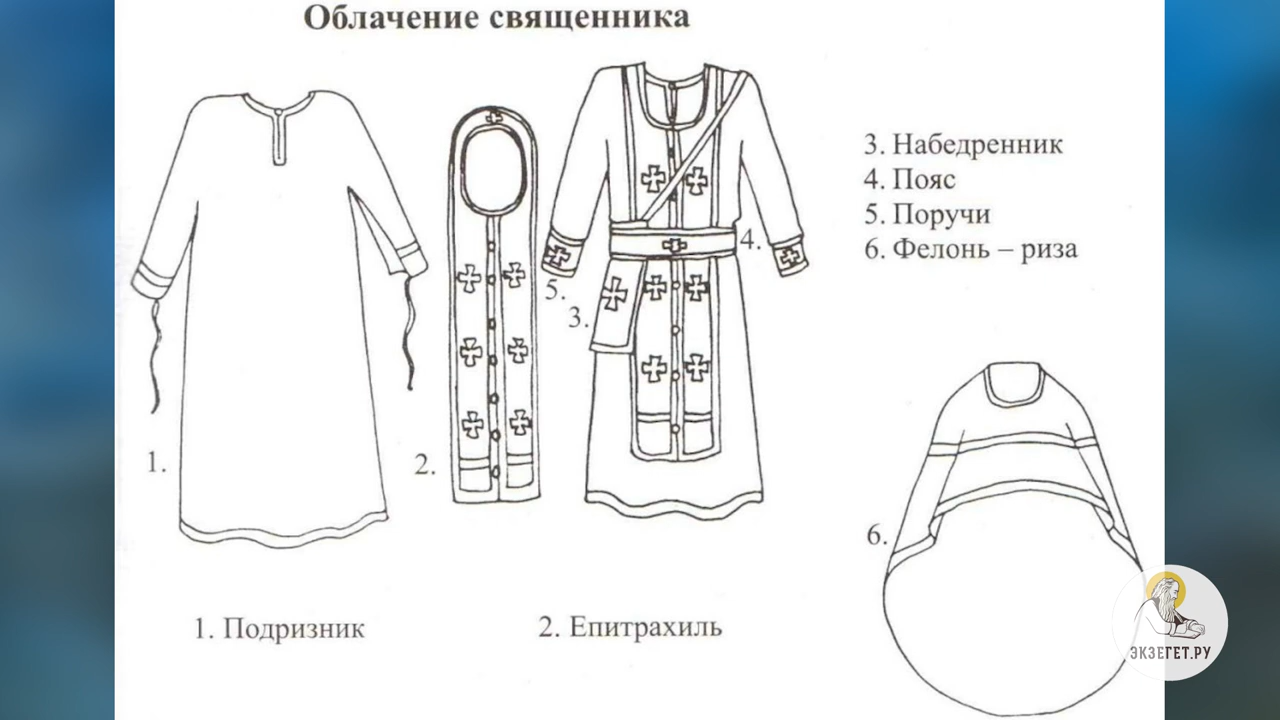 Облачение священника
3. Набедренник
4. Пояс
5. Поручи
6. Фелонь – риза
4.
5.
3.
1.
2.
6.
1. Подризник
2. Епитрахиль
ЭКЗЕГЕТ.РУ